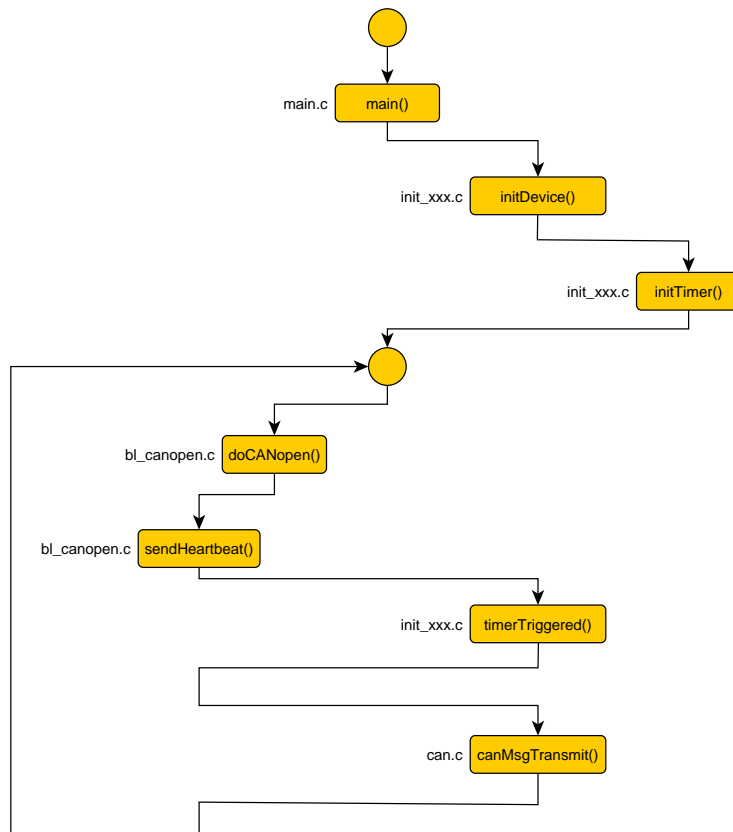 main.c main()
init_xxx.c initDevice()
init_xxx.c initTimer()
bl_canopen.c doCANopen()
bl_canopen.c sendHeartbeat()
init_xxx.c timerTriggered()
can.c canMsgTransmit()